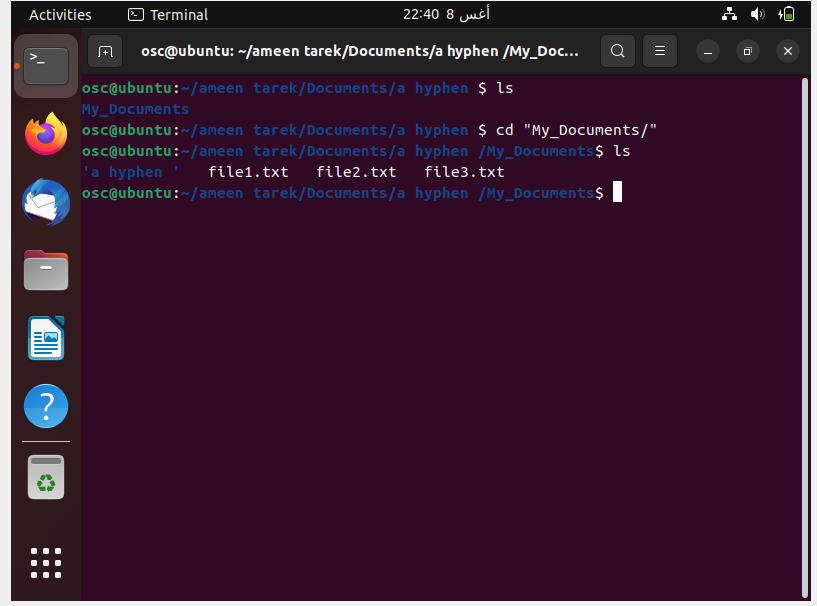 Activities Terminal 22:40 8 أغس
osc@ubuntu: ~/ameen tarek/Documents/a hyphen /My_Doc...
osc@ubuntu:~/ameen tarek/Documents/a hyphen $ ls
My_Documents
osc@ubuntu:~/ameen tarek/Documents/a hyphen $ cd "My_Documents/"
osc@ubuntu:~/ameen tarek/Documents/a hyphen /My_Documents$ ls
'a hyphen ' file1.txt file2.txt file3.txt
osc@ubuntu:~/ameen tarek/Documents/a hyphen /My_Documents$